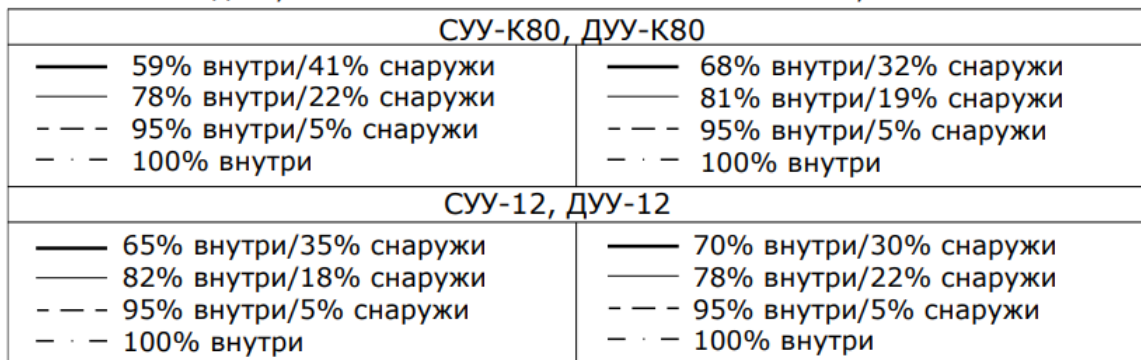 СУУ-К80, ДУУ-К80
59% внутри/41% снаружи
78% внутри/22% снаружи
95% внутри/5% снаружи
100% внутри
68% внутри/32% снаружи
81% внутри/19% снаружи
95% внутри/5% снаружи
100% внутри
СУУ-12, ДУУ-12
65% внутри/35% снаружи
82% внутри/18% снаружи
95% внутри/5% снаружи
100% внутри
70% внутри/30% снаружи
78% внутри/22% снаружи
95% внутри/5% снаружи
100% внутри